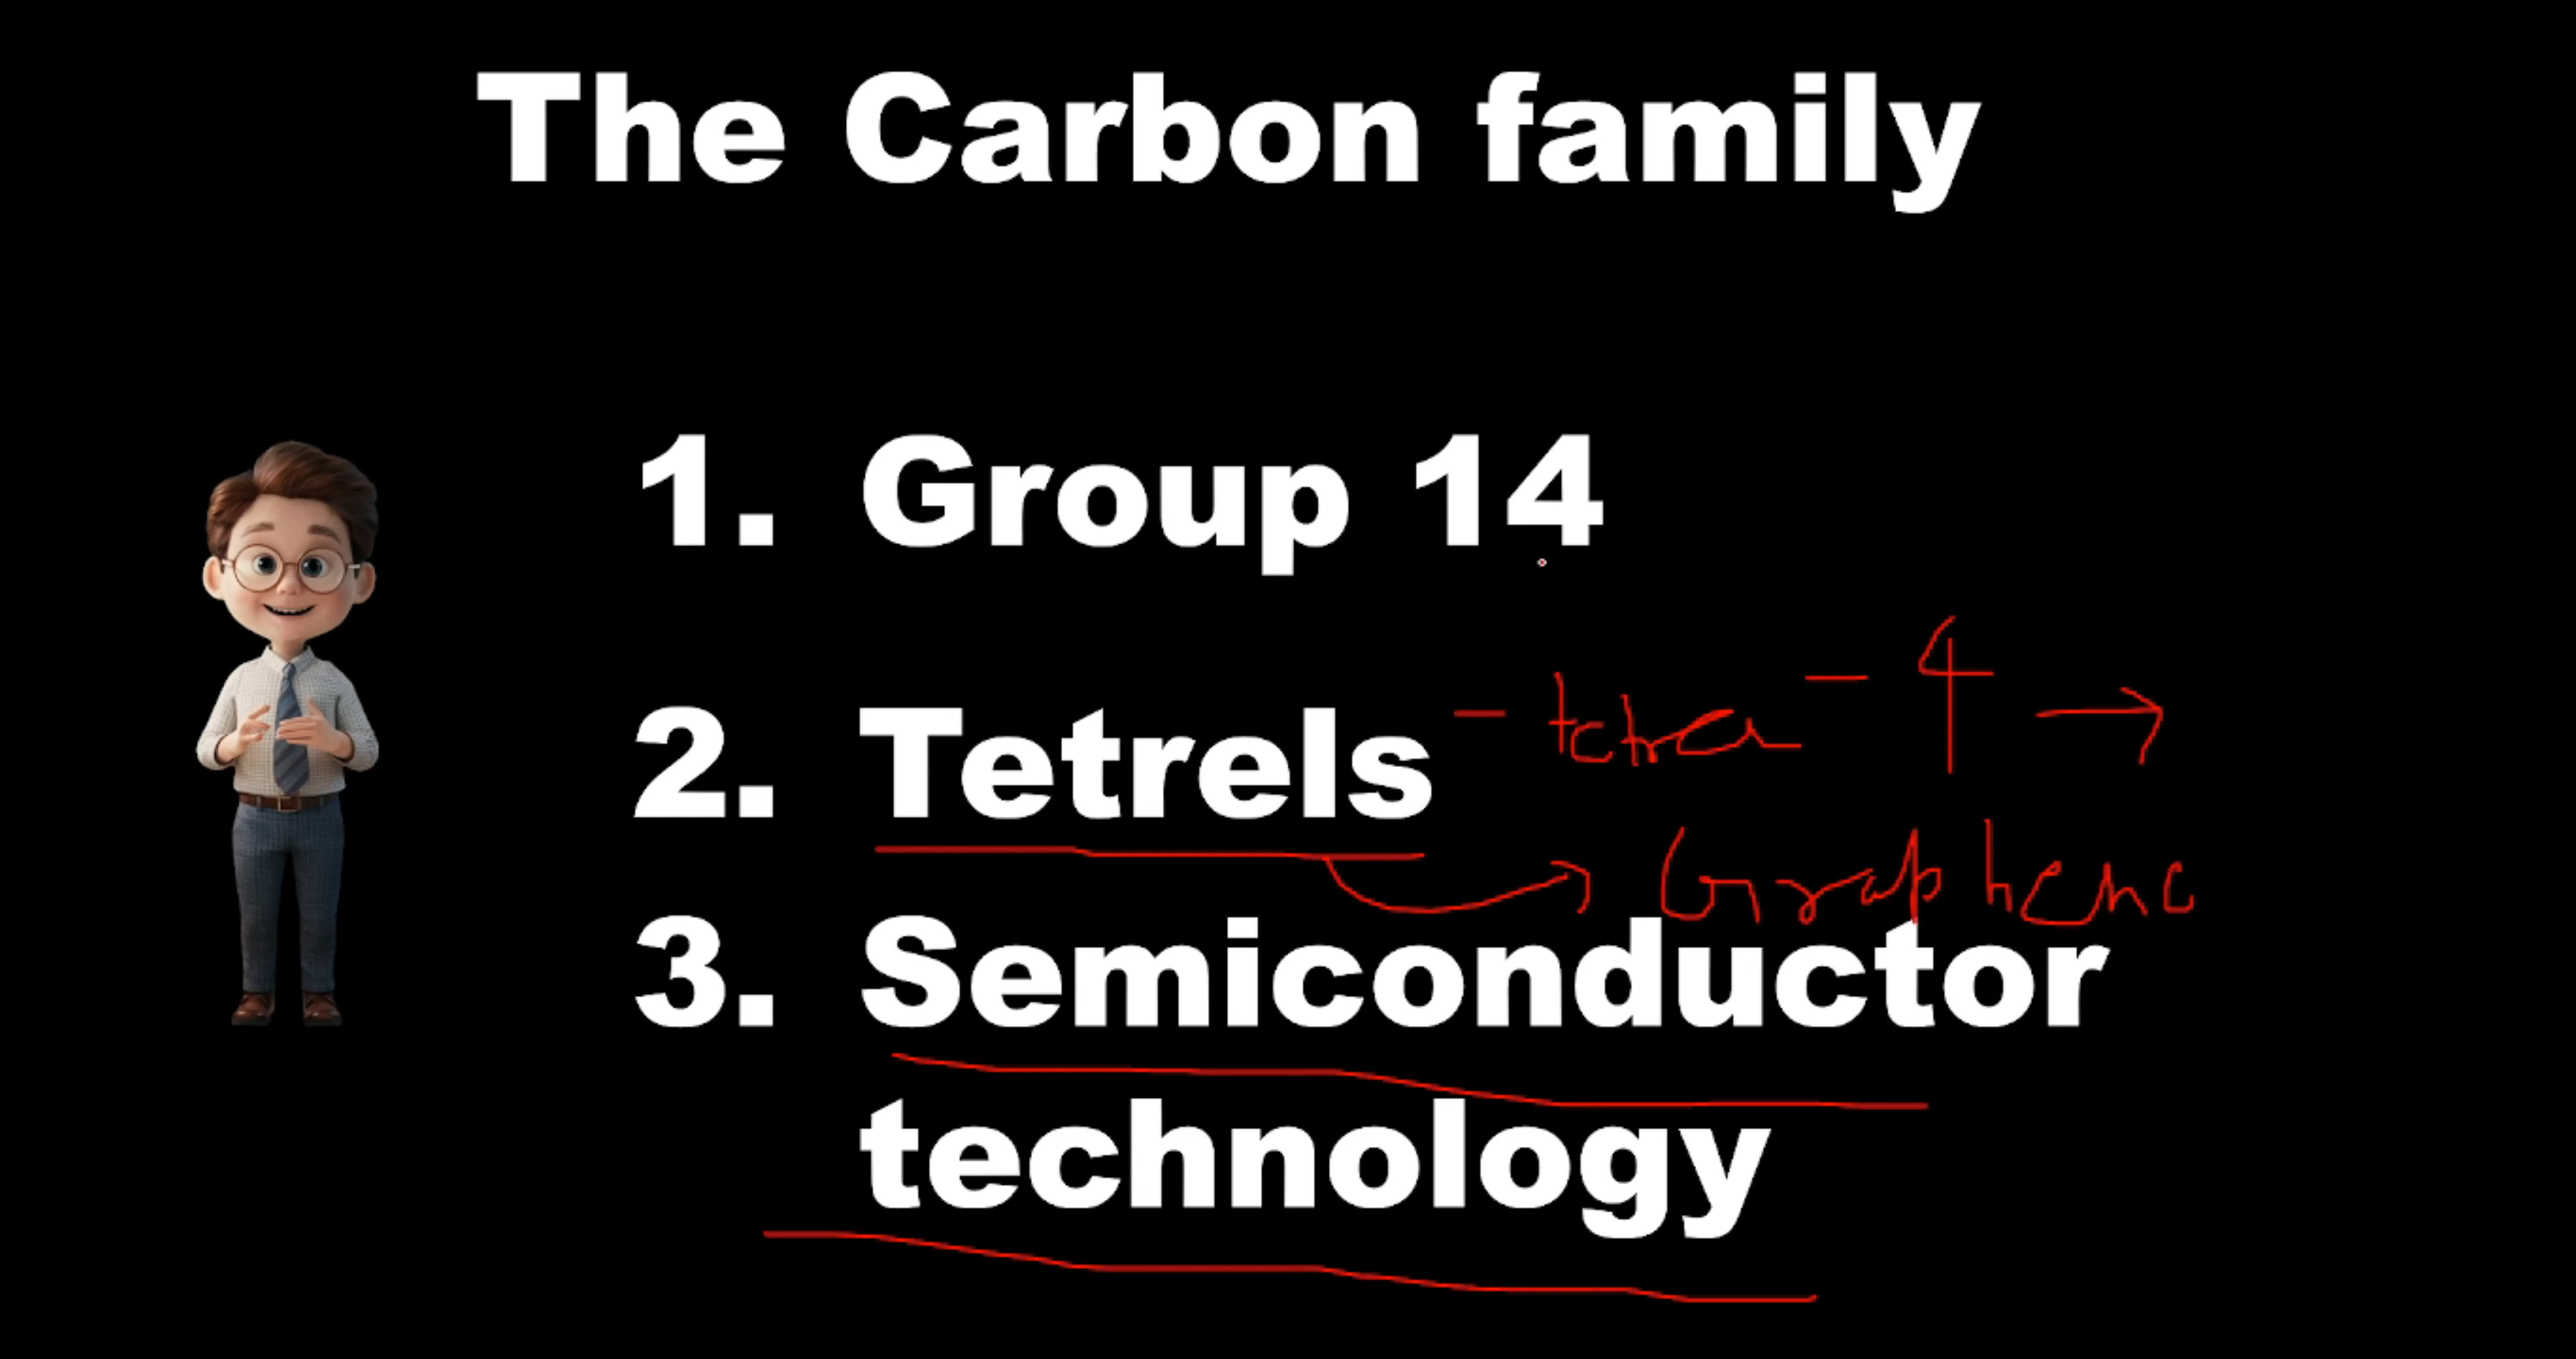 The Carbon family
1. Group 14
2. Tetrels - tetra - 4 →
Graphene
3. Semiconductor
technology